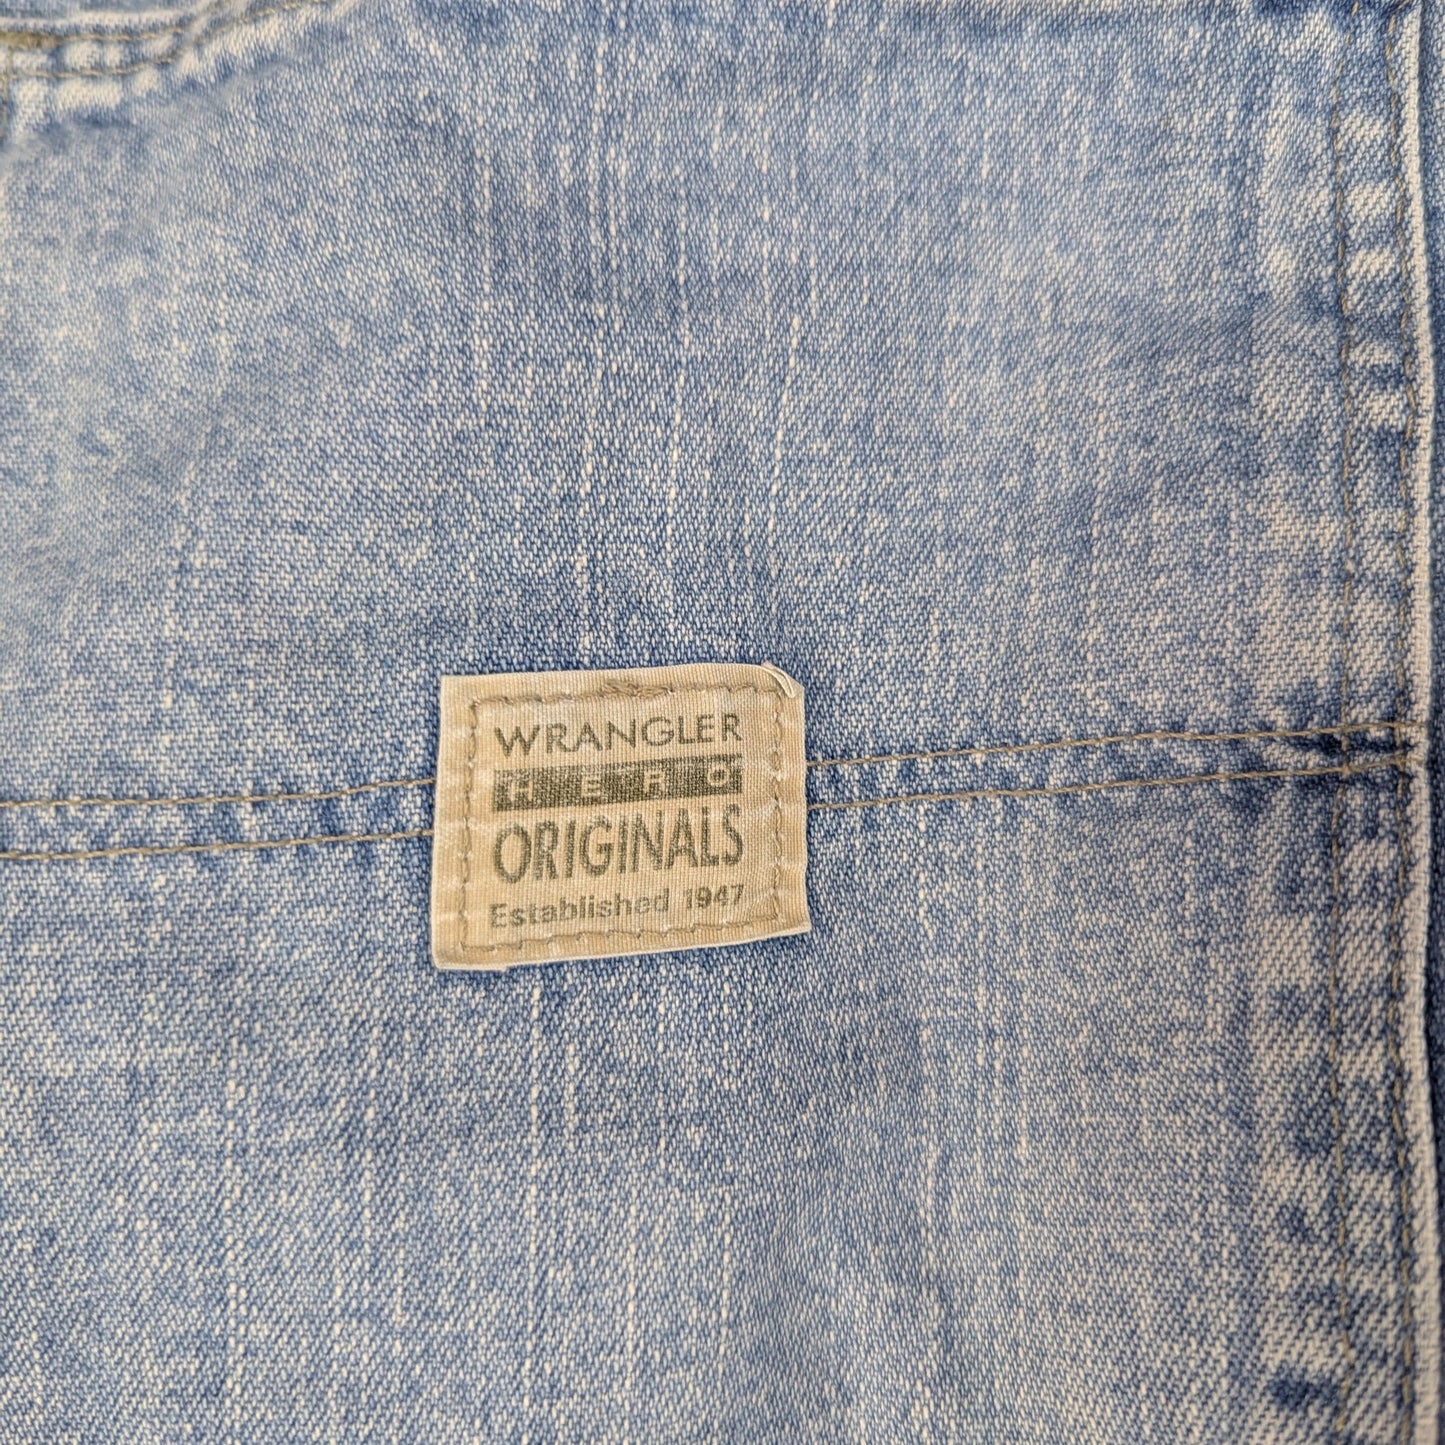 WRANGLER
HERO
ORIGINALS
Established 1947